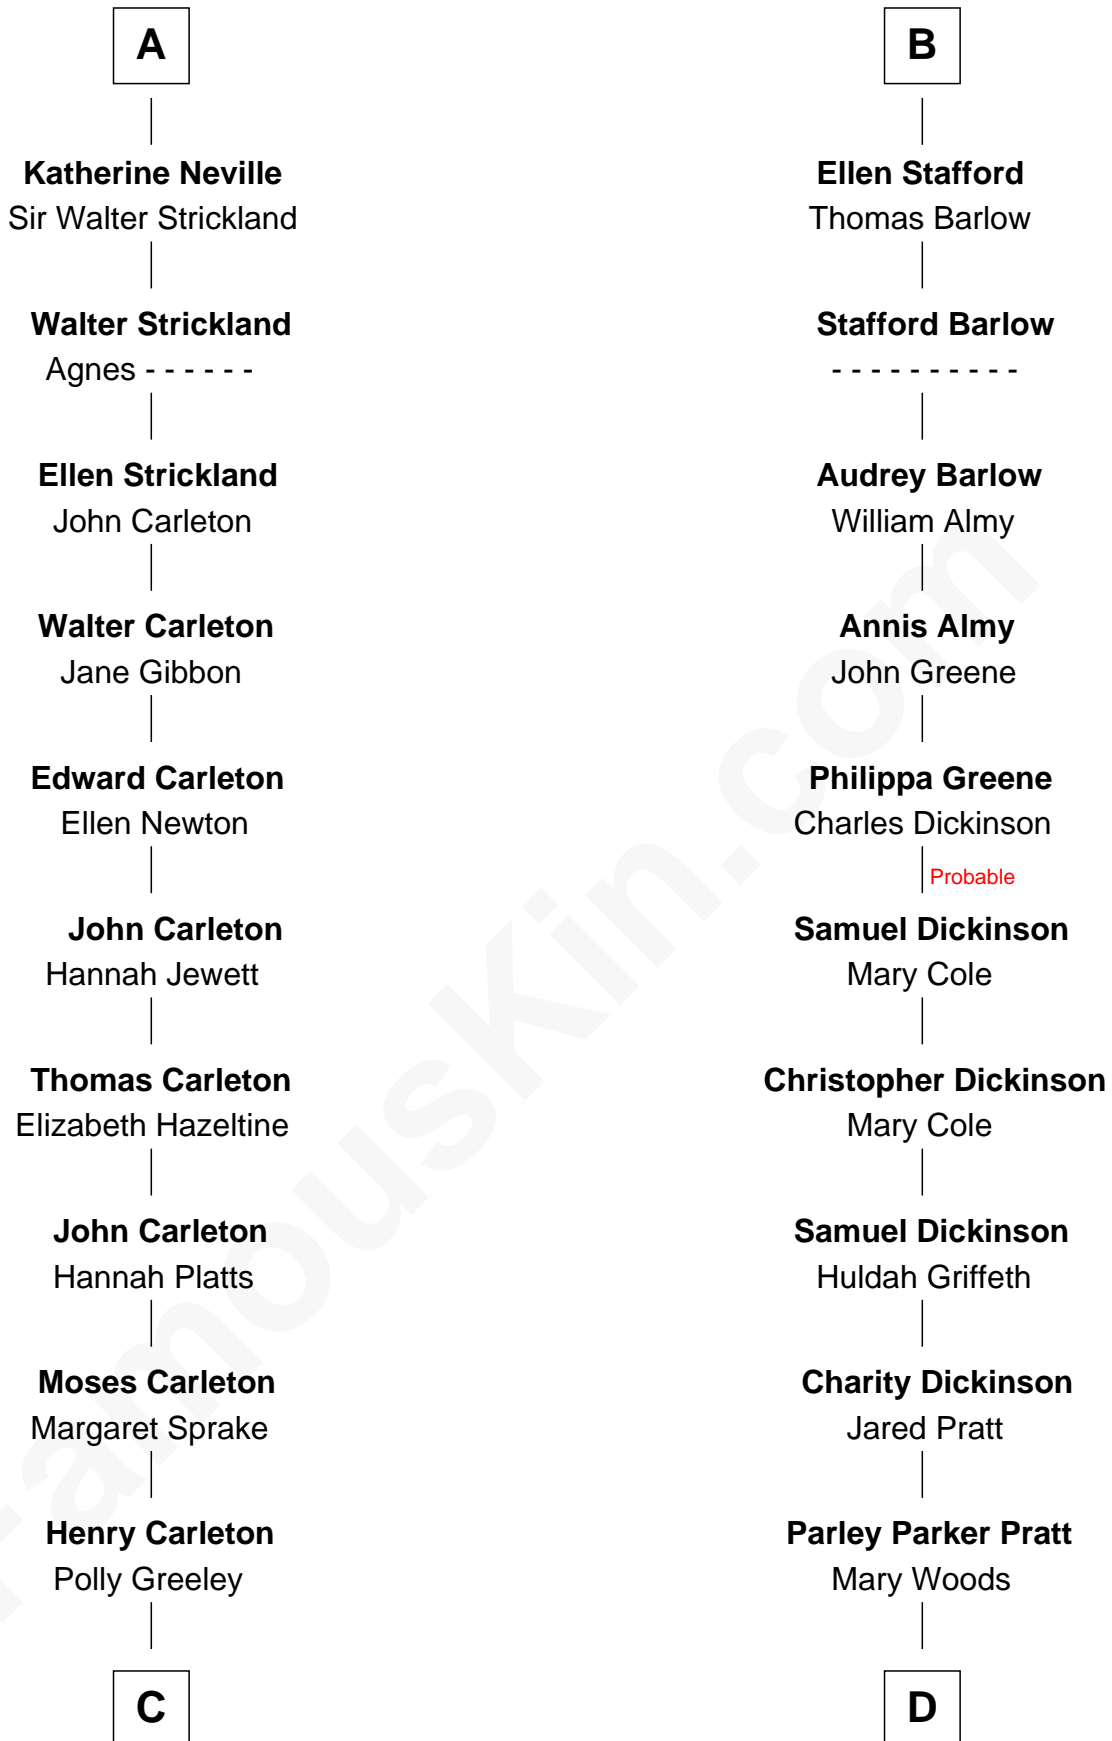 A
Katherine Neville
Sir Walter Strickland
Walter Strickland
Agnes - - - - - -
Ellen Strickland
John Carleton
Walter Carleton
Jane Gibbon
Edward Carleton
Ellen Newton
John Carleton
Hannah Jewett
Thomas Carleton
Elizabeth Hazeltine
John Carleton
Hannah Platts
Moses Carleton
Margaret Sprake
Henry Carleton
Polly Greeley
C
B
Ellen Stafford
Thomas Barlow
Stafford Barlow
- - - - - - - - - -
Audrey Barlow
William Almy
Annis Almy
John Greene
Philippa Greene
Charles Dickinson
Probable
Samuel Dickinson
Mary Cole
Christopher Dickinson
Mary Cole
Samuel Dickinson
Huldah Griffeth
Charity Dickinson
Jared Pratt
Parley Parker Pratt
Mary Woods
D
FamousKin.com